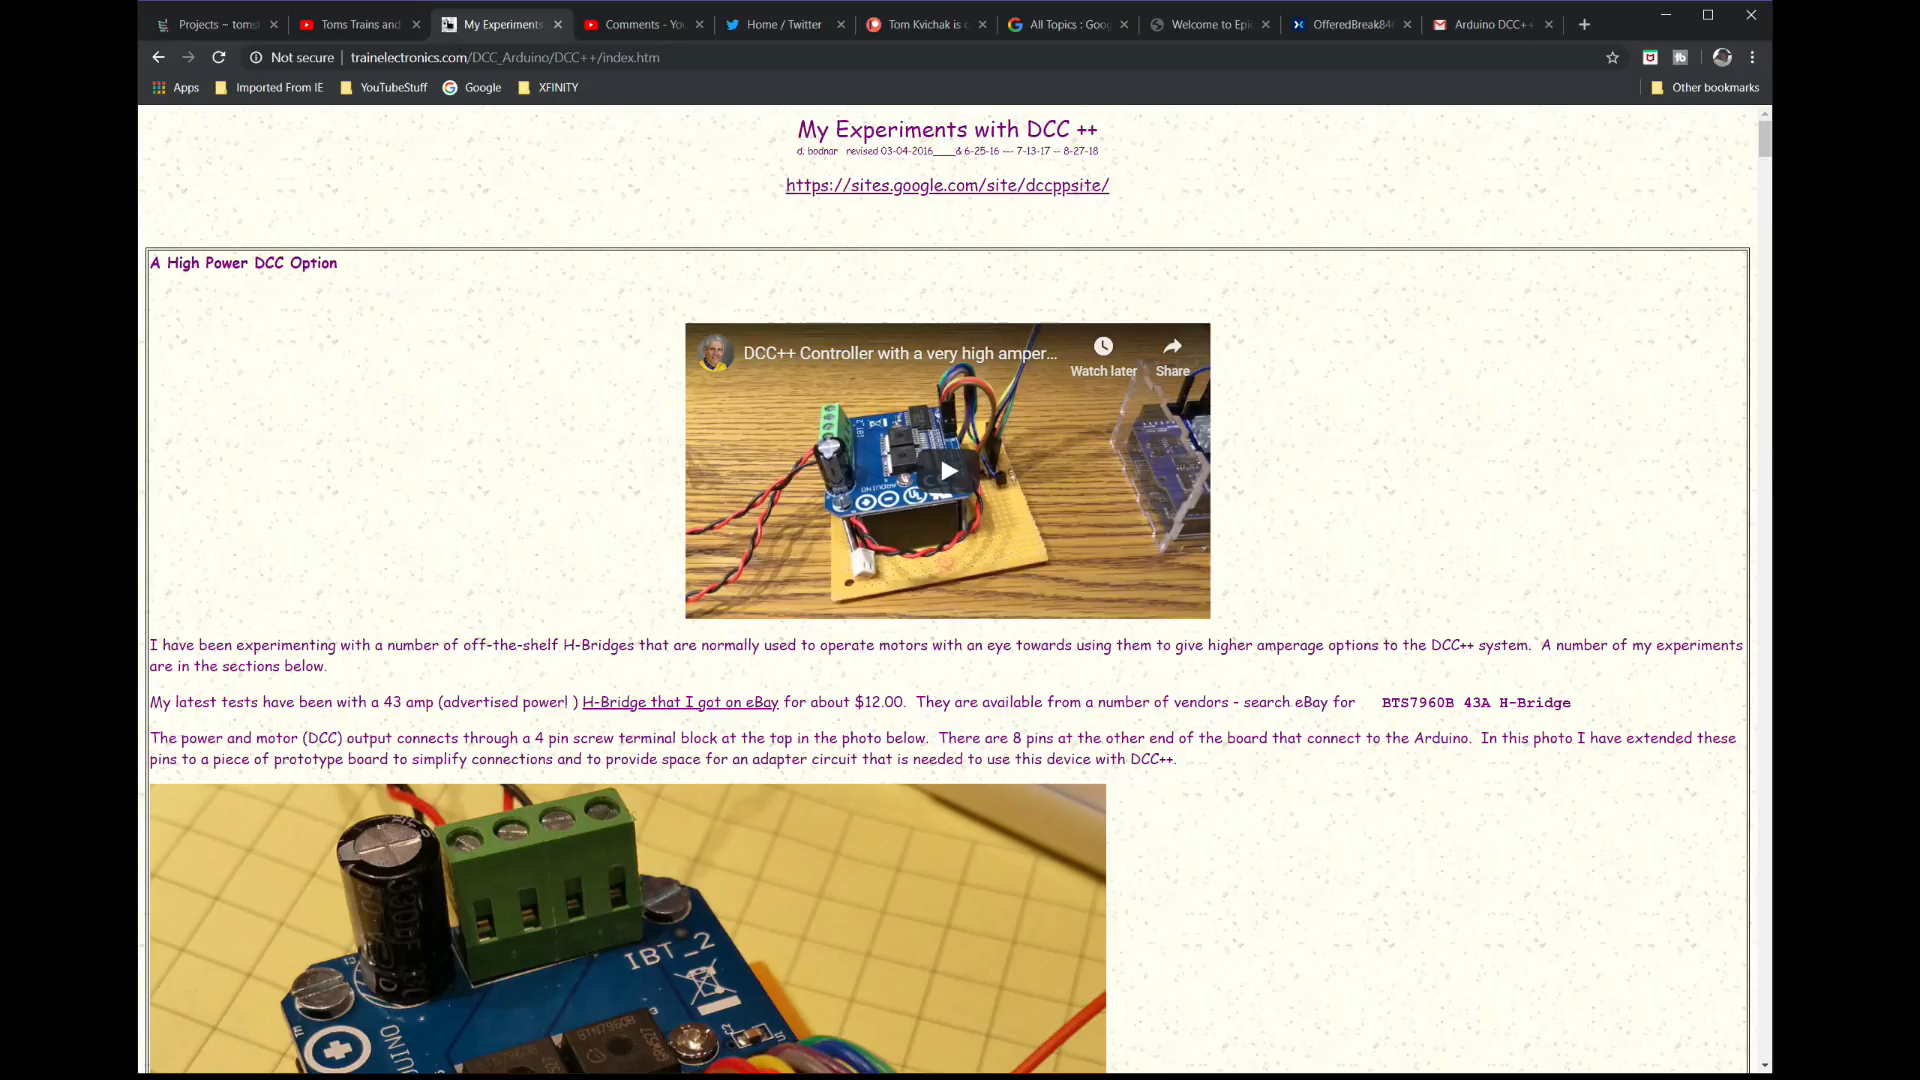 Projects ~ toms
Toms Trains and
My Experiments
Comments - Yo
Home / Twitter
Tom Kvichak is c
All Topics : Goog
Welcome to Epi
OfferedBreak84
Arduino DCC++
Not secure
trainelectronics.com/DCC_Arduino/DCC++/index.htm
Apps
Imported From IE
YouTubeStuff
Google
XFINITY
Other bookmarks
My Experiments with DCC ++
d. bodnar revised 03-04-2016____& 6-25-16 --- 7-13-17 -- 8-27-18
https://sites.google.com/site/dccppsite/
A High Power DCC Option
DCC++ Controller with a very high amper...
Watch later
Share
I have been experimenting with a number of off-the-shelf H-Bridges that are normally used to operate motors with an eye towards using them to give higher amperage options to the DCC++ system. A number of my experiments
are in the sections below.
My latest tests have been with a 43 amp (advertised power! ) H-Bridge that I got on eBay for about $12.00. They are available from a number of vendors - search eBay for BTS7960B 43A H-Bridge
The power and motor (DCC) output connects through a 4 pin screw terminal block at the top in the photo below. There are 8 pins at the other end of the board that connect to the Arduino. In this photo I have extended these
pins to a piece of prototype board to simplify connections and to provide space for an adapter circuit that is needed to use this device with DCC++.
IBT_2